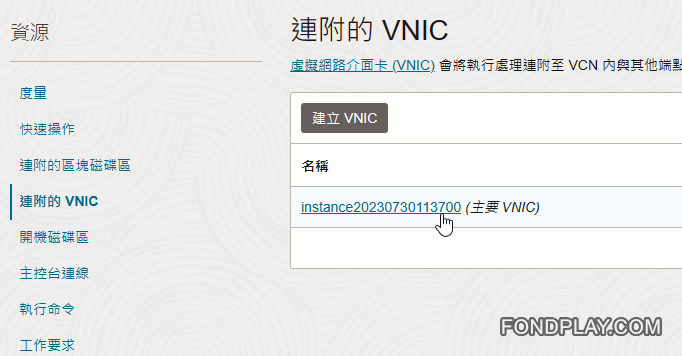 資源
度量
快速操作
連附的區塊磁碟區
連附的 VNIC
開機磁碟區
主控台連線
執行命令
工作要求
連附的 VNIC
虛擬網路介面卡 (VNIC) 會將執行處理連附至 VCN 內與其他端點
建立 VNIC
名稱
instance20230730113700 (主要 VNIC)
FONDPLAY.COM